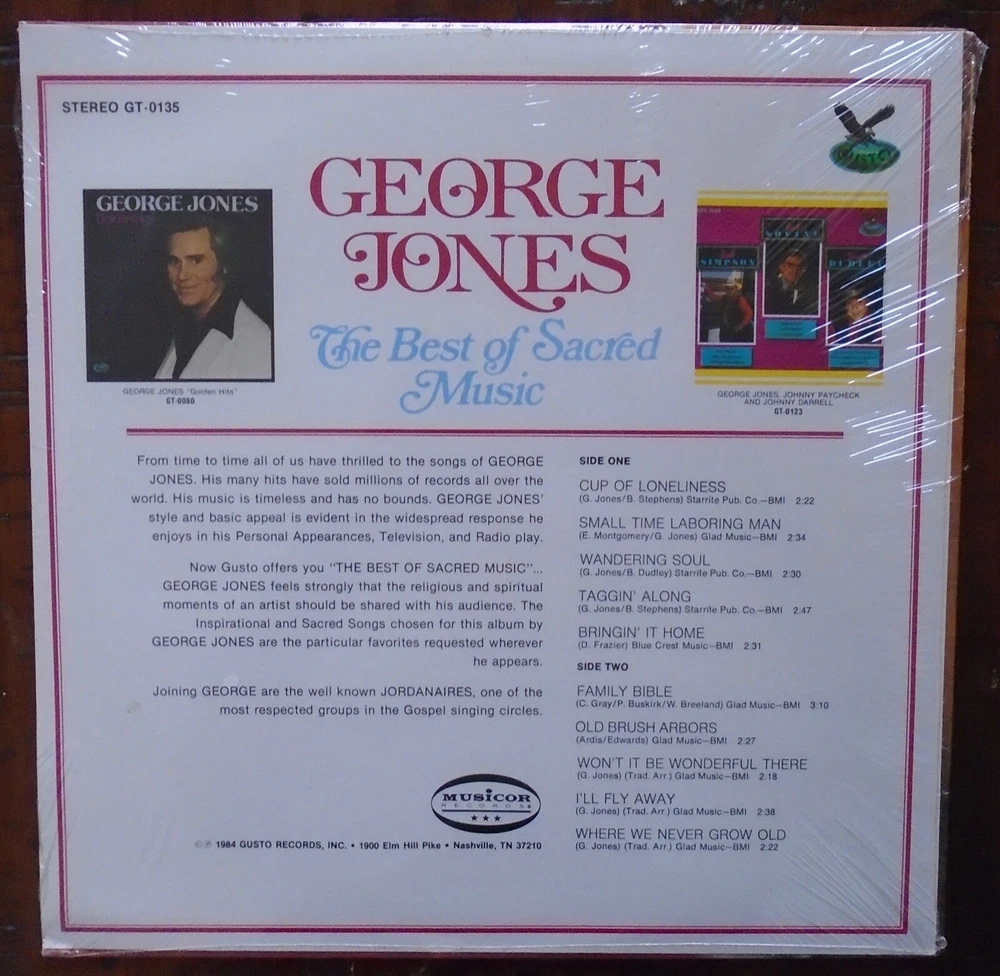 STEREO GT-0135
GUSTO
GEORGE JONES
GEORGE
JONES
The Best of Sacred
Music
GEORGE JONES "Golden Hits"
GT-0080
SIMPSON
SOVINE
DUDLEY
GEORGE JONES, JOHNNY PAYCHECK
AND JOHNNY DARRELL
GT-0123
From time to time all of us have thrilled to the songs of GEORGE
JONES. His many hits have sold millions of records all over the
world. His music is timeless and has no bounds. GEORGE JONES'
style and basic appeal is evident in the widespread response he
enjoys in his Personal Appearances, Television, and Radio play.
Now Gusto offers you "THE BEST OF SACRED MUSIC"...
GEORGE JONES feels strongly that the religious and spiritual
moments of an artist should be shared with his audience. The
Inspirational and Sacred Songs chosen for this album by
GEORGE JONES are the particular favorites requested wherever
he appears.
Joining GEORGE are the well known JORDANAIRES, one of the
most respected groups in the Gospel singing circles.
MUSICOR
RECORDS
©℗ 1984 GUSTO RECORDS, INC. • 1900 Elm Hill Pike • Nashville, TN 37210
SIDE ONE
CUP OF LONELINESS
(G. Jones/B. Stephens) Starrite Pub. Co.—BMI 2:22
SMALL TIME LABORING MAN
(E. Montgomery/G. Jones) Glad Music—BMI 2:34
WANDERING SOUL
(G. Jones/B. Dudley) Starrite Pub. Co.—BMI 2:30
TAGGIN' ALONG
(G. Jones/B. Stephens) Starrite Pub. Co.—BMI 2:47
BRINGIN' IT HOME
(D. Frazier) Blue Crest Music—BMI 2:31
SIDE TWO
FAMILY BIBLE
(C. Gray/P. Buskirk/W. Breeland) Glad Music—BMI 3:10
OLD BRUSH ARBORS
(Ardis/Edwards) Glad Music—BMI 2:27
WON'T IT BE WONDERFUL THERE
(G. Jones) (Trad. Arr.) Glad Music—BMI 2:18
I'LL FLY AWAY
(G. Jones) (Trad. Arr.) Glad Music—BMI 2:38
WHERE WE NEVER GROW OLD
(G. Jones) (Trad. Arr.) Glad Music—BMI 2:22